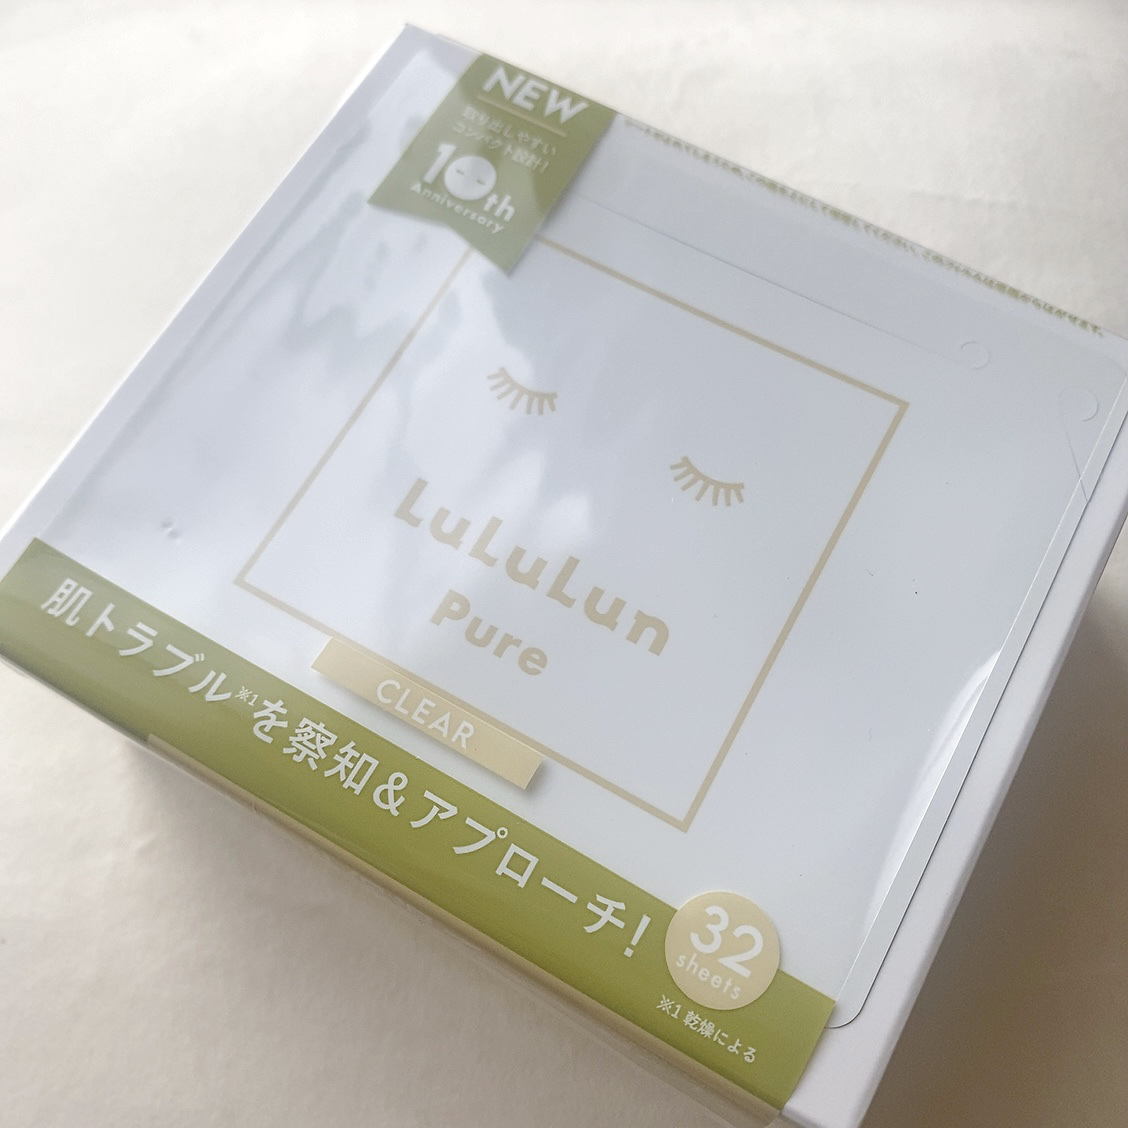 NEW
取り出しやすい
コンパクト設計!
10th
Anniversary
LuLuLun
Pure
CLEAR
肌トラブル※1を察知&アプローチ!
32
sheets
※1 乾燥による